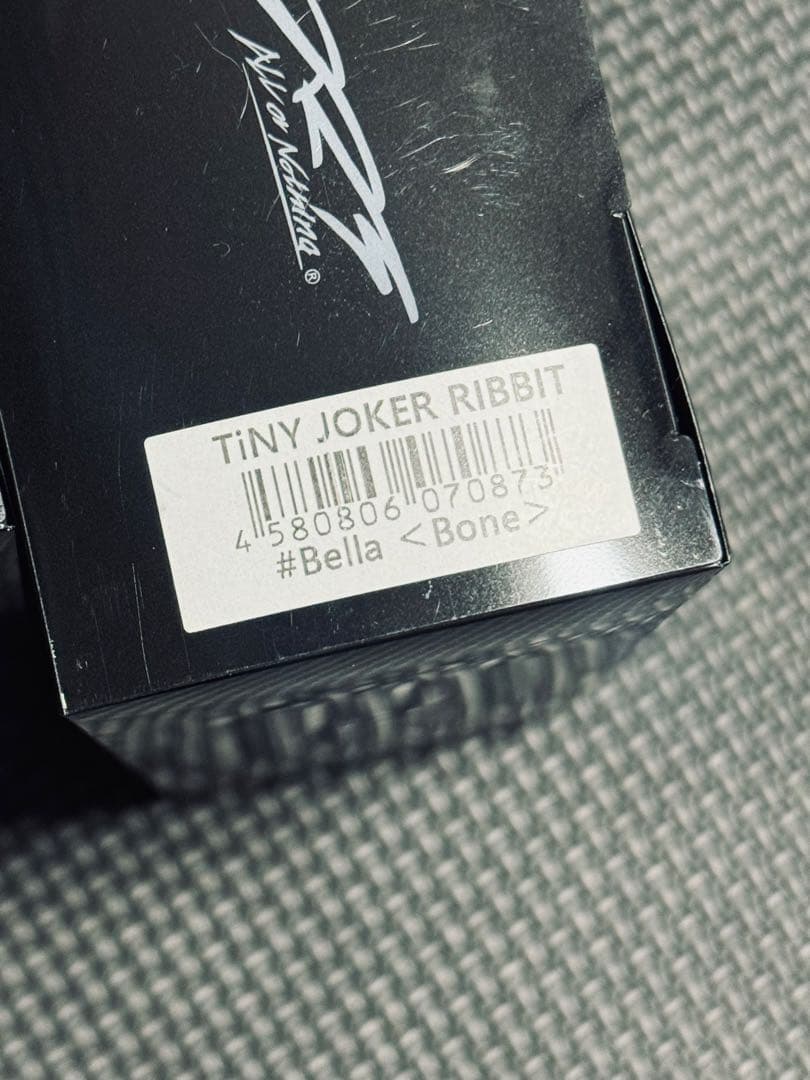 All or Nothing ®
TiNY JOKER RIBBIT
4 580806 070873
#Bella <Bone>